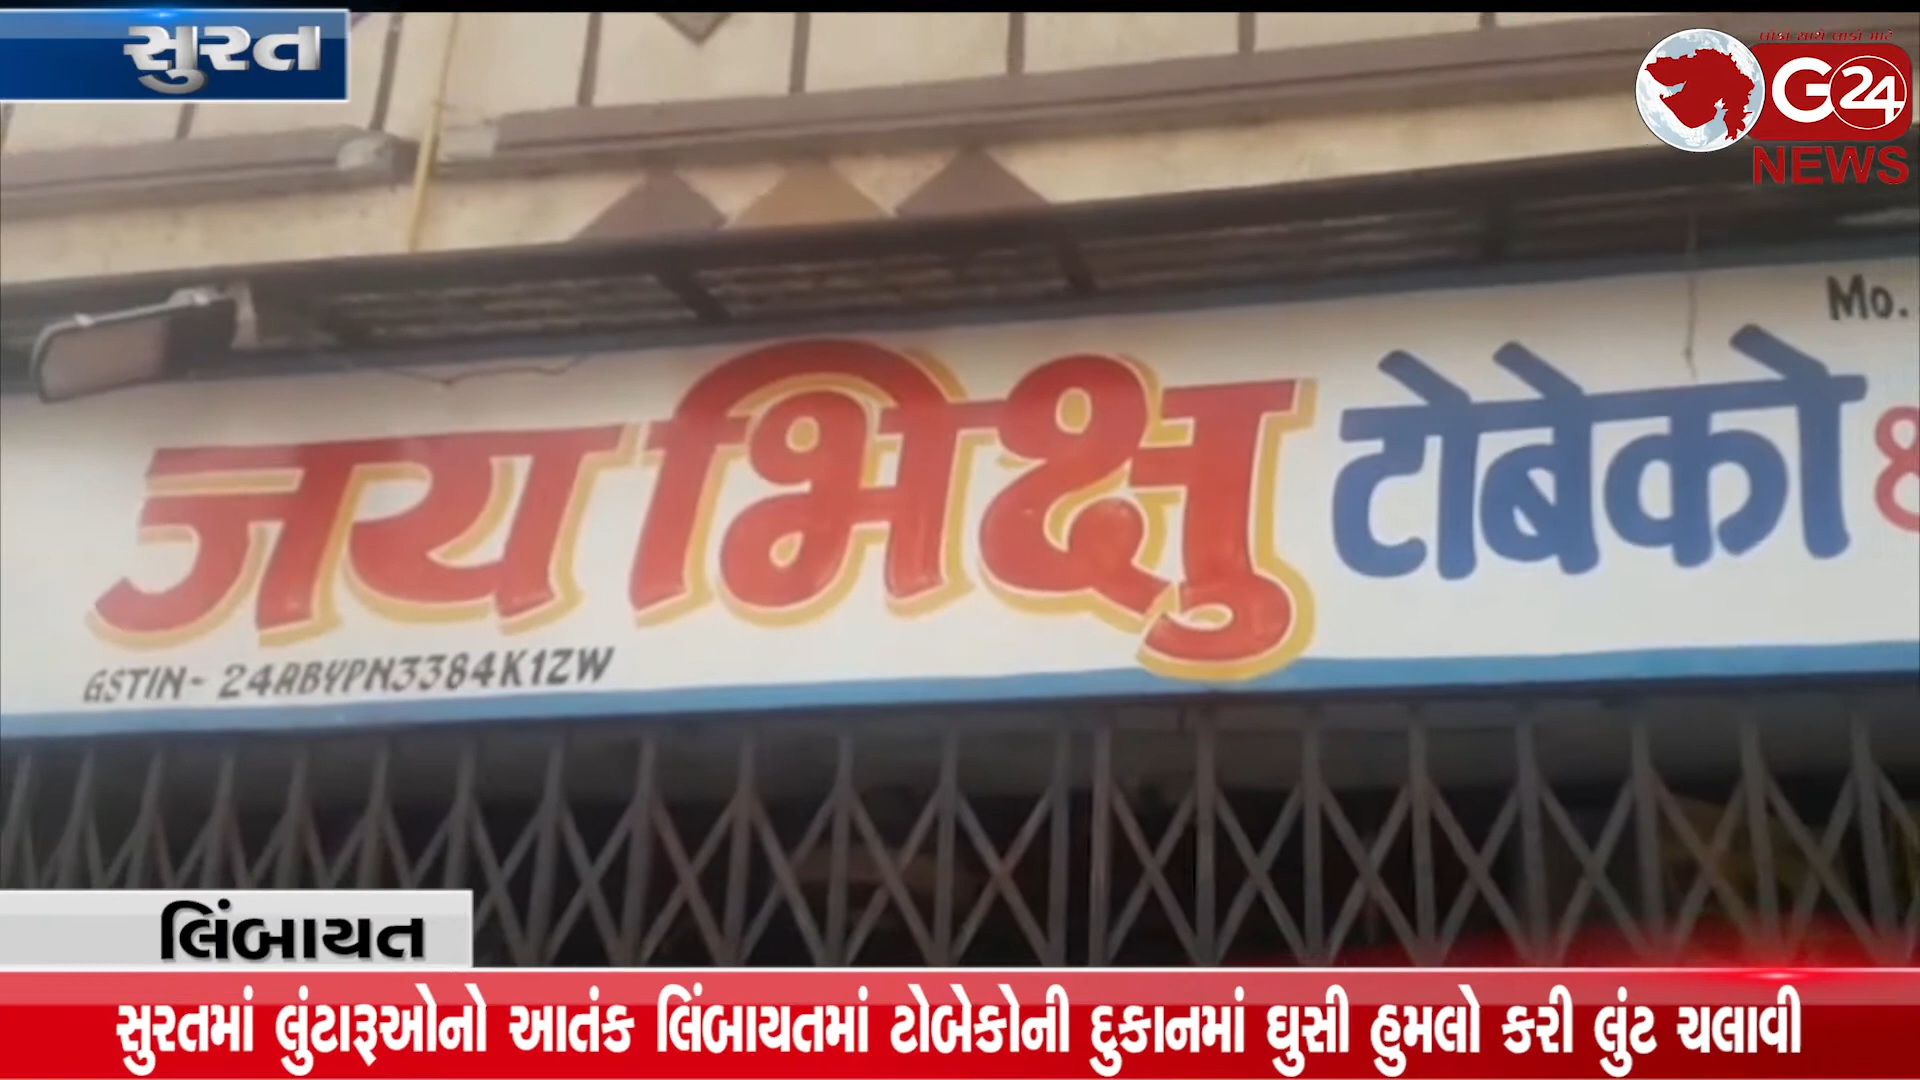 સુરત
G24
NEWS
Mo.
जय भिक्षु टोबेको
GSTIN- 24ABYPN3384K1ZW
લિંબાયત
સુરતમાં લુંટારૂઓનો આતંક લિંબાયતમાં ટોબેકોની દુકાનમાં ઘુસી હુમલો કરી લુંટ ચલાવી